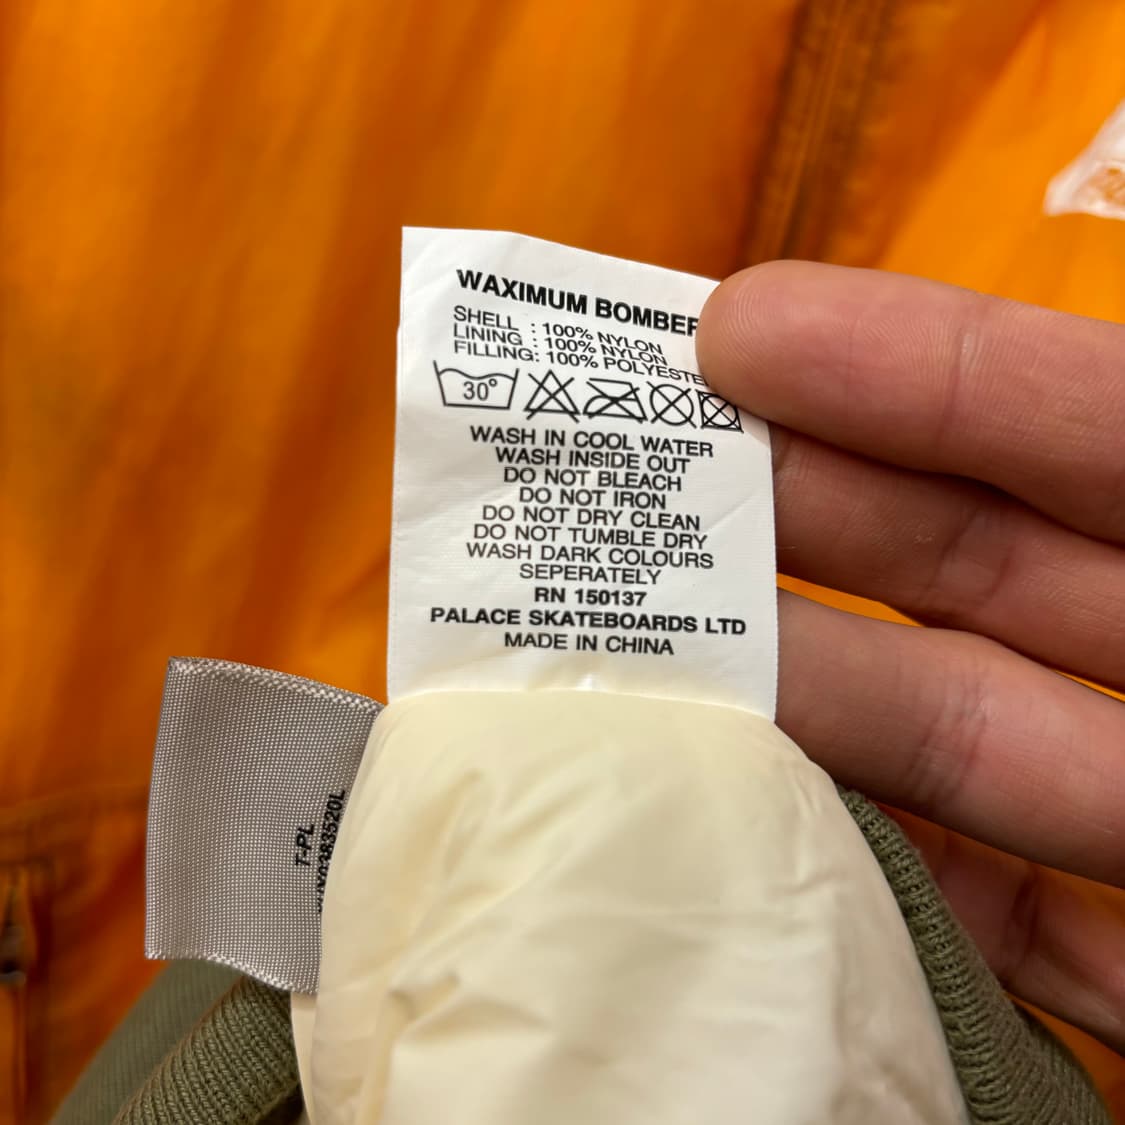 WAXIMUM BOMBER
SHELL : 100% NYLON
LINING : 100% NYLON
FILLING: 100% POLYESTER
30°
WASH IN COOL WATER
WASH INSIDE OUT
DO NOT BLEACH
DO NOT IRON
DO NOT DRY CLEAN
DO NOT TUMBLE DRY
WASH DARK COLOURS
SEPERATELY
RN 150137
PALACE SKATEBOARDS LTD
MADE IN CHINA
T-PL